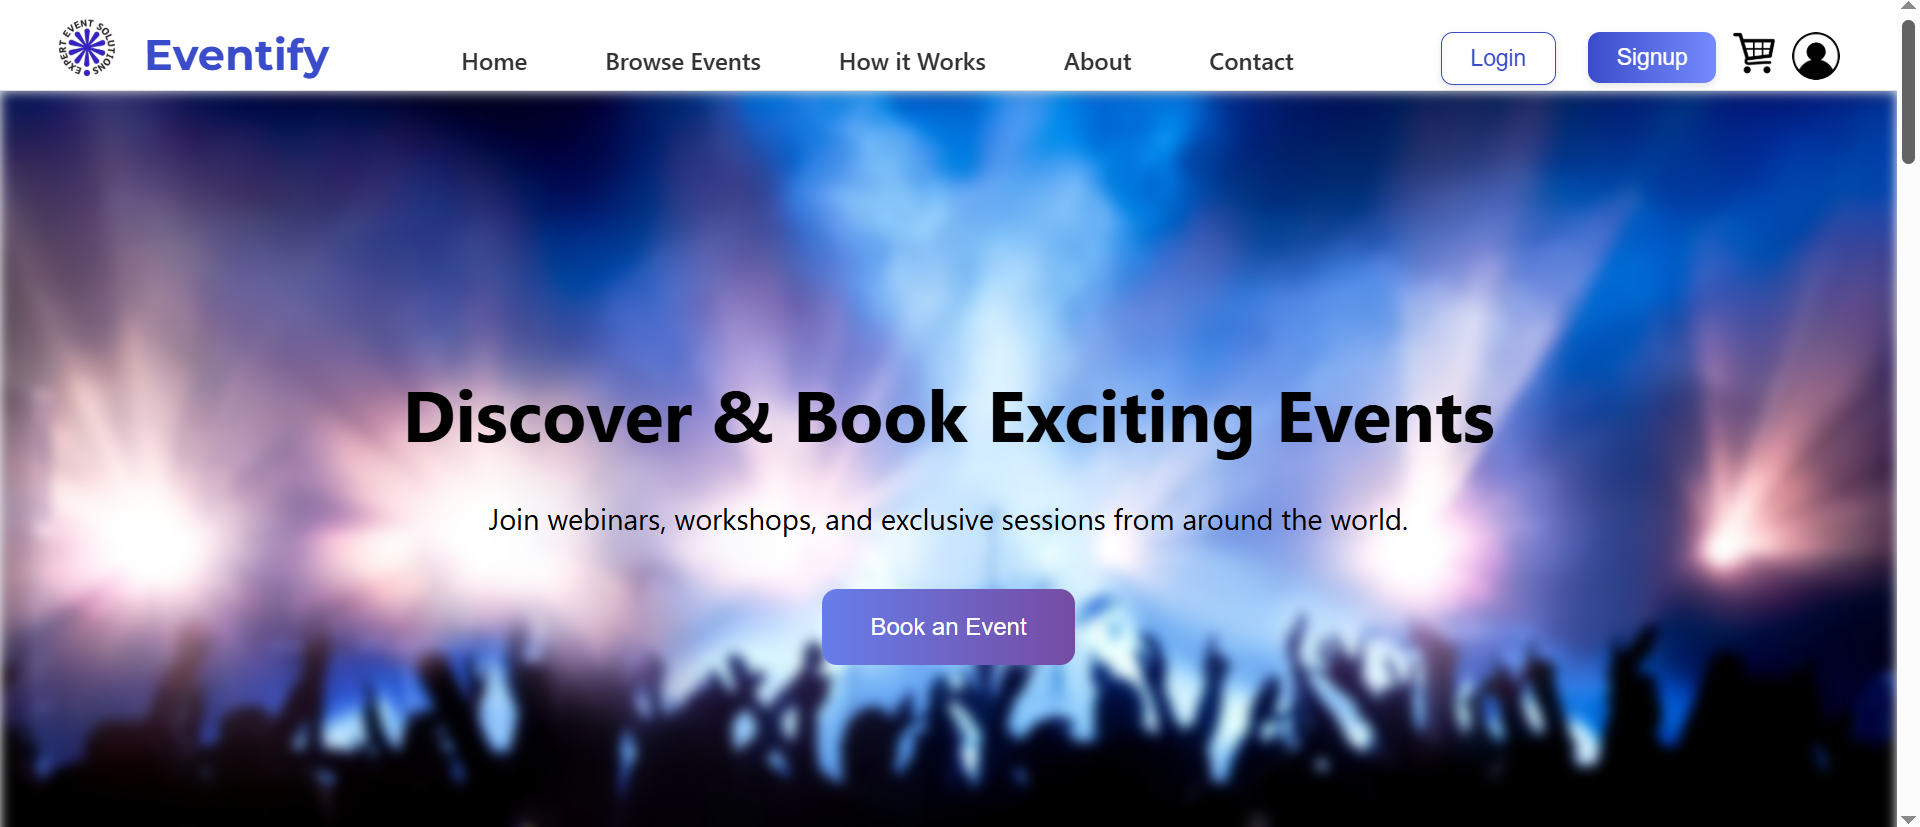 EXPERT EVENT SOLUTIONS
Eventify
Home
Browse Events
How it Works
About
Contact
Login
Signup
Discover & Book Exciting Events
Join webinars, workshops, and exclusive sessions from around the world.
Book an Event